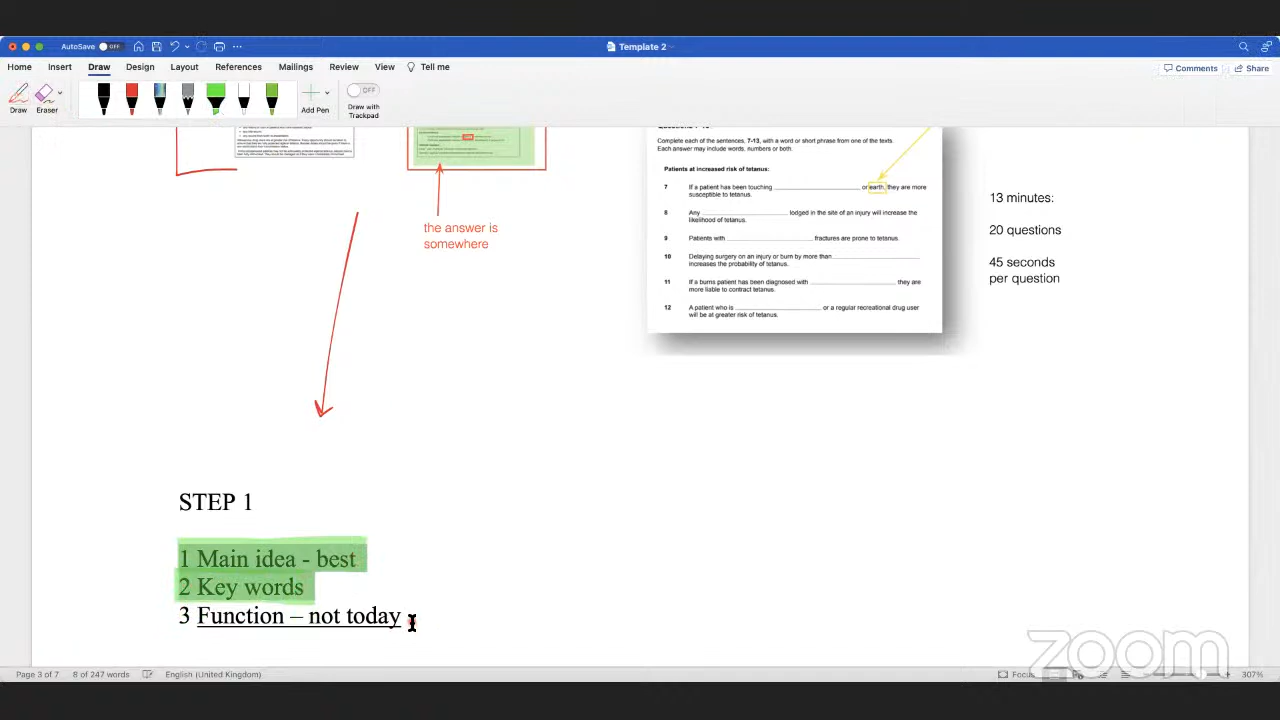 AutoSave OFF
Template 2
Home Insert Draw Design Layout References Mailings Review View Tell me
Comments Share
Draw Eraser Add Pen Draw with Trackpad OFF
Complete each of the sentences, 7-13, with a word or short phrase from one of the texts.
Each answer may include words, numbers or both.
Patients at increased risk of tetanus:
7 If a patient has been touching ________ or earth, they are more
susceptible to tetanus.
8 Any ________ lodged in the site of an injury will increase the
likelihood of tetanus.
9 Patients with ________ fractures are prone to tetanus.
10 Delaying surgery on an injury or burn by more than ________
increases the probability of tetanus.
11 If a burns patient has been diagnosed with ________ they are
more liable to contract tetanus.
12 A patient who is ________ or a regular recreational drug user
will be at greater risk of tetanus.
the answer is
somewhere
13 minutes:
20 questions
45 seconds
per question
STEP 1
1 Main idea - best
2 Key words
3 Function – not today
zoom
Page 3 of 7 8 of 247 words English (United Kingdom) Focus 307%